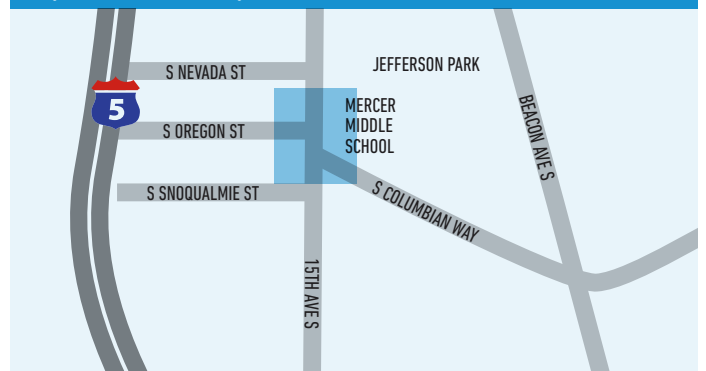 S NEVADA ST
JEFFERSON PARK
5
MERCER
MIDDLE
SCHOOL
BEACON AVE S
S OREGON ST
S SNOQUALMIE ST
S COLUMBIAN WAY
15TH AVE S